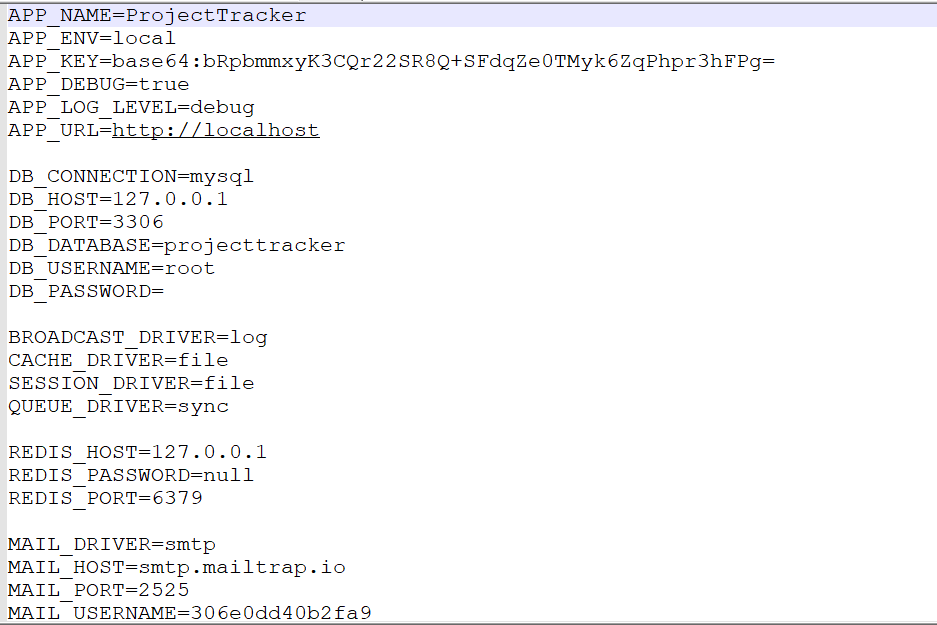 APP_NAME=ProjectTracker
APP_ENV=local
APP_KEY=base64:bRpbmmxyK3CQr22SR8Q+SFdqZe0TMyk6ZqPhpr3hFPg=
APP_DEBUG=true
APP_LOG_LEVEL=debug
APP_URL=http://localhost
DB_CONNECTION=mysql
DB_HOST=127.0.0.1
DB_PORT=3306
DB_DATABASE=projecttracker
DB_USERNAME=root
DB_PASSWORD=
BROADCAST_DRIVER=log
CACHE_DRIVER=file
SESSION_DRIVER=file
QUEUE_DRIVER=sync
REDIS_HOST=127.0.0.1
REDIS_PASSWORD=null
REDIS_PORT=6379
MAIL_DRIVER=smtp
MAIL_HOST=smtp.mailtrap.io
MAIL_PORT=2525
MAIL_USERNAME=306e0dd40b2fa9